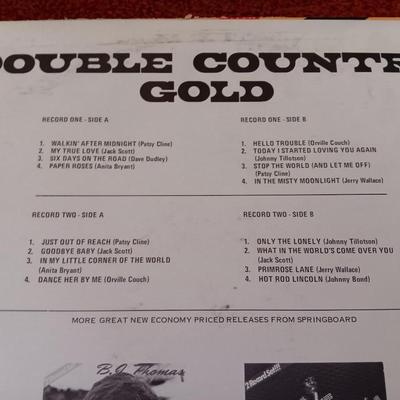 DOUBLE COUNTR
GOLD
RECORD ONE - SIDE A
1. WALKIN' AFTER MIDNIGHT (Patsy Cline)
2. MY TRUE LOVE (Jack Scott)
3. SIX DAYS ON THE ROAD (Dave Dudley)
4. PAPER ROSES (Anita Bryant)
RECORD ONE - SIDE B
1. HELLO TROUBLE (Orville Couch)
2. TODAY I STARTED LOVING YOU AGAIN
(Johnny Tillotson)
3. STOP THE WORLD (AND LET ME OFF)
(Patsy Cline)
4. IN THE MISTY MOONLIGHT (Jerry Wallace)
RECORD TWO - SIDE A
1. JUST OUT OF REACH (Patsy Cline)
2. GOODBYE BABY (Jack Scott)
3. IN MY LITTLE CORNER OF THE WORLD
(Anita Bryant)
4. DANCE HER BY ME (Orville Couch)
RECORD TWO - SIDE B
1. ONLY THE LONELY (Johnny Tillotson)
2. WHAT IN THE WORLD'S COME OVER YOU
(Jack Scott)
3. PRIMROSE LANE (Jerry Wallace)
4. HOT ROD LINCOLN (Johnny Bond)
MORE GREAT NEW ECONOMY PRICED RELEASES FROM SPRINGBOARD
B.J. Thomas
2 Record Set!!!